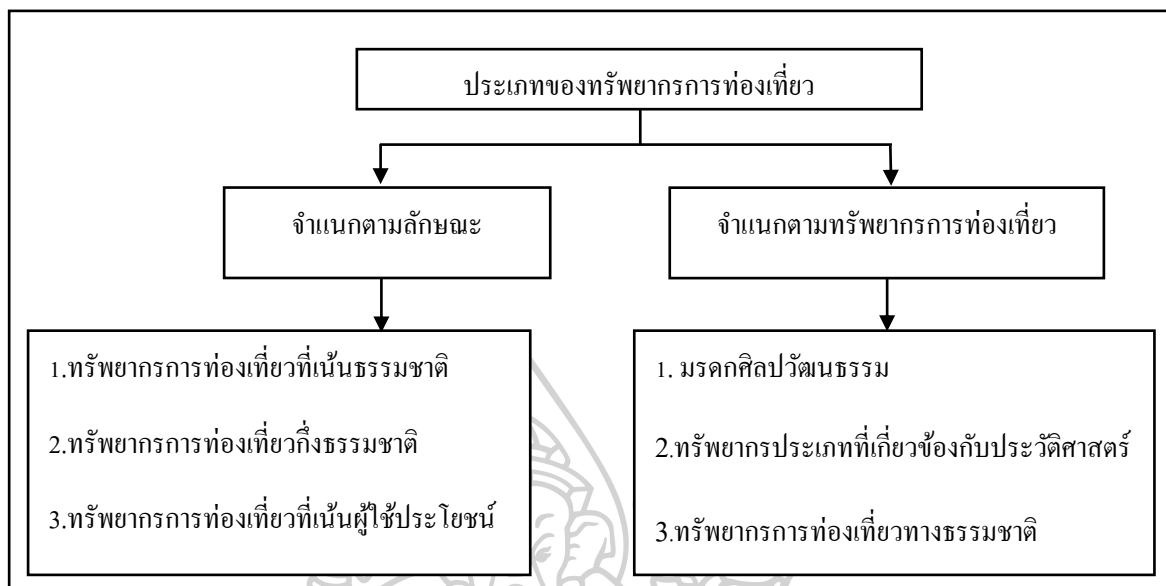 ประเภทของทรัพยากรการท่องเที่ยว
จำแนกตามลักษณะ
จำแนกตามทรัพยากรการท่องเที่ยว
1.ทรัพยากรการท่องเที่ยวที่เน้นธรรมชาติ
2.ทรัพยากรการท่องเที่ยวกึ่งธรรมชาติ
3.ทรัพยากรการท่องเที่ยวที่เน้นผู้ใช้ประโยชน์
1. มรดกศิลปวัฒนธรรม
2.ทรัพยากรประเภทที่เกี่ยวข้องกับประวัติศาสตร์
3.ทรัพยากรการท่องเที่ยวทางธรรมชาติ